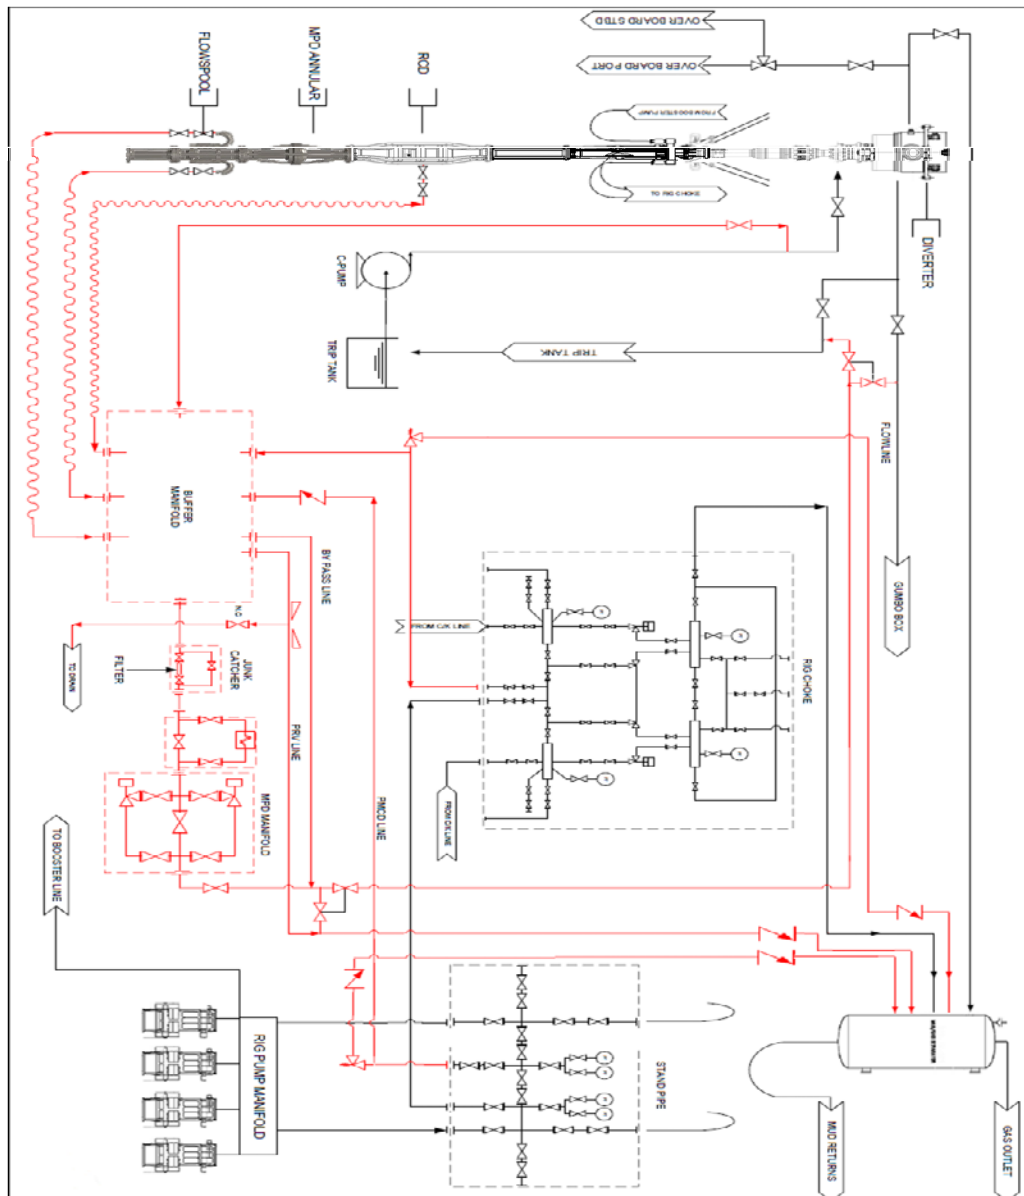 OVER BOARD STBD
OVER BOARD PORT
FLOWSPOOL
MPD ANNULAR
RCD
FROM BOOSTER PUMP
TO RIG CHOKE
DIVERTER
C-PUMP
TRIP TANK
TRIP TANK
FLOWLINE
GUMBO BOX
BUFFER
MANIFOLD
BY PASS LINE
N.O
TO DRAIN
FILTER
JUNK
CATCHER
PRV LINE
PMCD LINE
MPD MANIFOLD
FROM C/K LINE
FROM C/K LINE
RIG CHOKE
TO BOOSTER LINE
RIG PUMP MANIFOLD
STAND PIPE
MUD RETURNS
GAS OUTLET